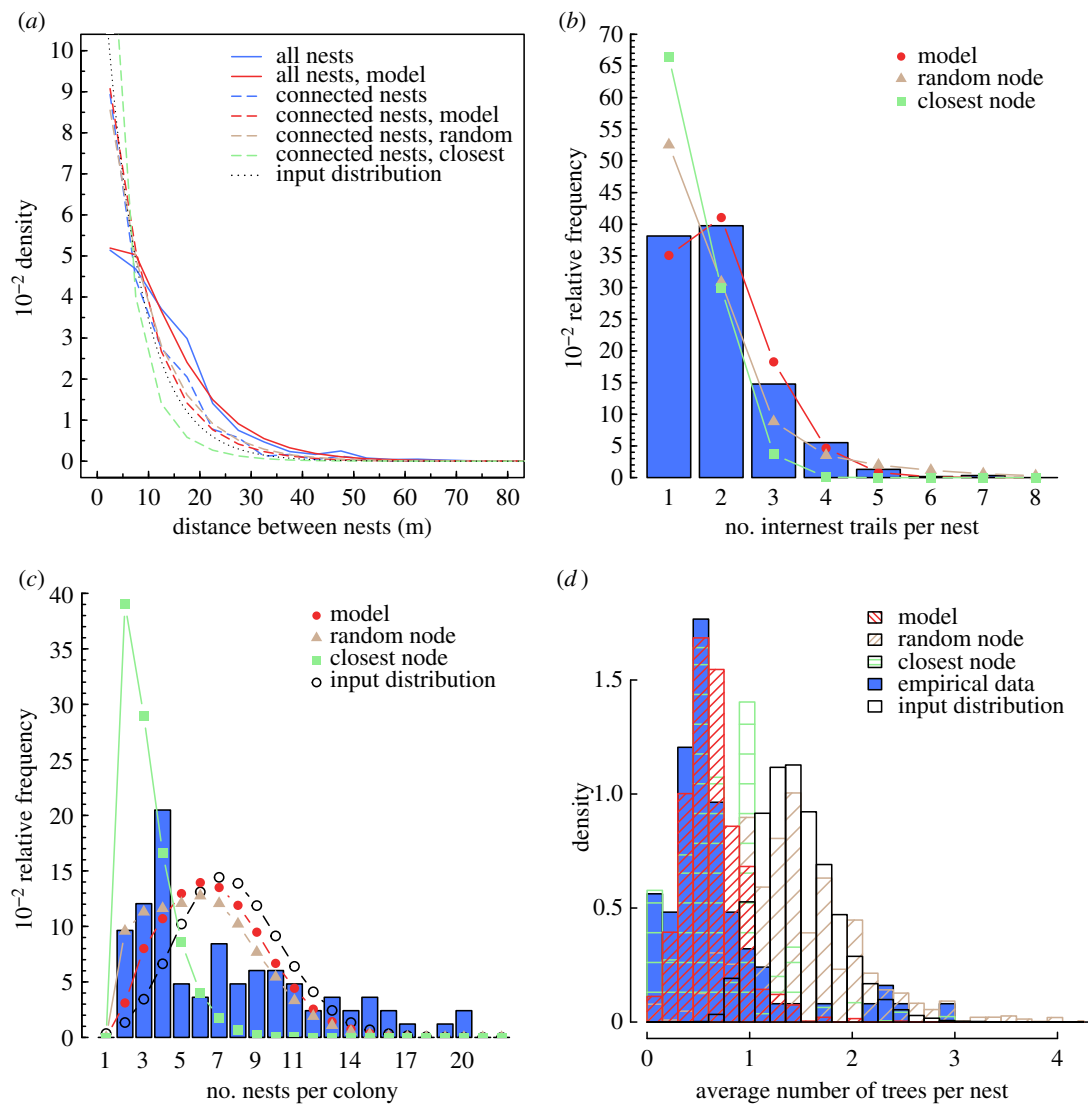 (a)
10
9
8
7
6
5
4
3
2
1
0
10⁻² density
all nests
all nests, model
connected nests
connected nests, model
connected nests, random
connected nests, closest
input distribution
0 10 20 30 40 50 60 70 80
distance between nests (m)
(b)
70
65
60
55
50
45
40
35
30
25
20
15
10
5
0
10⁻² relative frequency
model
random node
closest node
1 2 3 4 5 6 7 8
no. internest trails per nest
(c)
40
35
30
25
20
15
10
5
0
10⁻² relative frequency
model
random node
closest node
input distribution
1 3 5 7 9 11 14 17 20
no. nests per colony
(d)
1.5
1.0
0.5
0
density
model
random node
closest node
empirical data
input distribution
0 1 2 3 4
average number of trees per nest